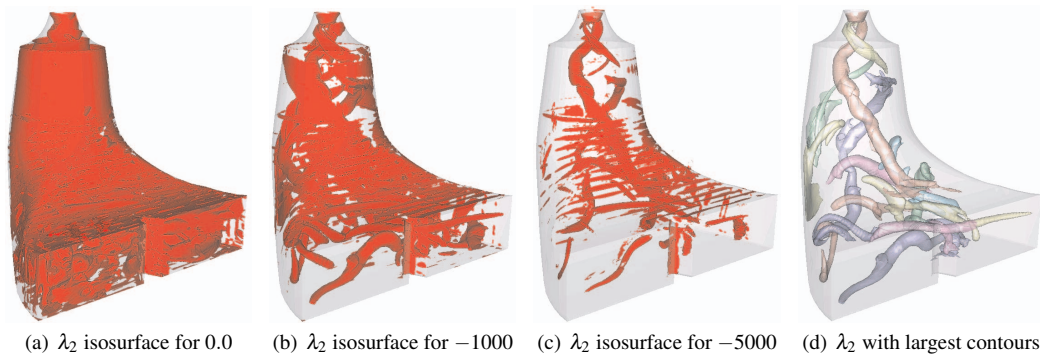 (a) λ₂ isosurface for 0.0
(b) λ₂ isosurface for −1000
(c) λ₂ isosurface for −5000
(d) λ₂ with largest contours